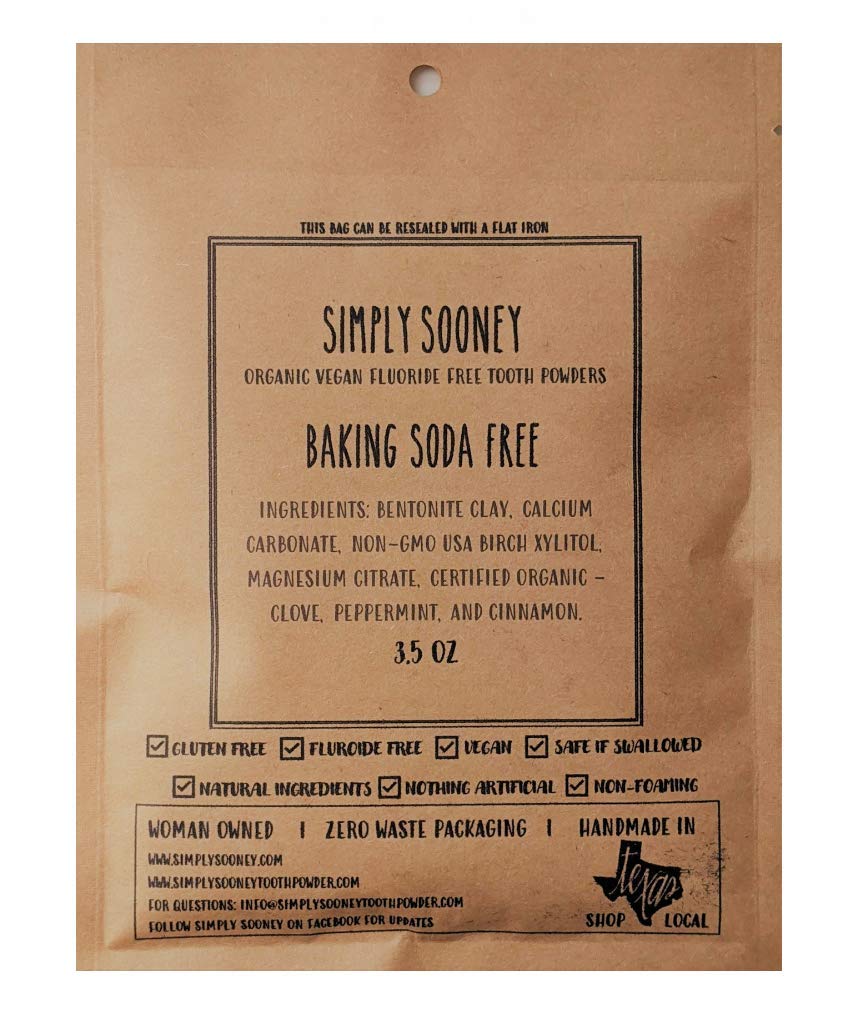 THIS BAG CAN BE RESEALED WITH A FLAT IRON
SIMPLY SOONEY
ORGANIC VEGAN FLUORIDE FREE TOOTH POWDERS
BAKING SODA FREE
INGREDIENTS: BENTONITE CLAY, CALCIUM
CARBONATE, NON-GMO USA BIRCH XYLITOL,
MAGNESIUM CITRATE, CERTIFIED ORGANIC -
CLOVE, PEPPERMINT, AND CINNAMON.
3.5 OZ
GLUTEN FREE FLUROIDE FREE VEGAN SAFE IF SWALLOWED
NATURAL INGREDIENTS NOTHING ARTIFICIAL NON-FOAMING
WOMAN OWNED | ZERO WASTE PACKAGING | HANDMADE IN
WWW.SIMPLYSOONEY.COM
WWW.SIMPLYSOONEYTOOTHPOWDER.COM
FOR QUESTIONS: INFO@SIMPLYSOONEYTOOTHPOWDER.COM
FOLLOW SIMPLY SOONEY ON FACEBOOK FOR UPDATES
texas
SHOP LOCAL